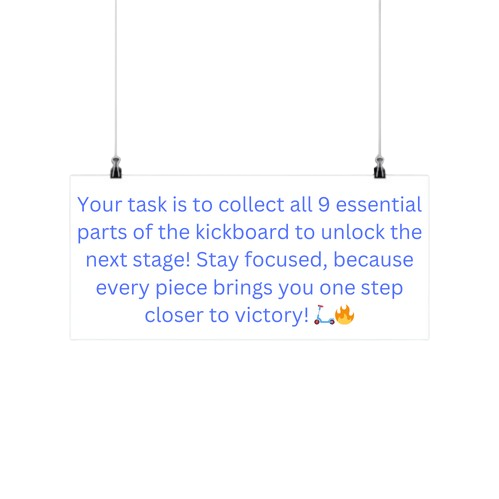 Your task is to collect all 9 essential
parts of the kickboard to unlock the
next stage! Stay focused, because
every piece brings you one step
closer to victory! 🛴🔥